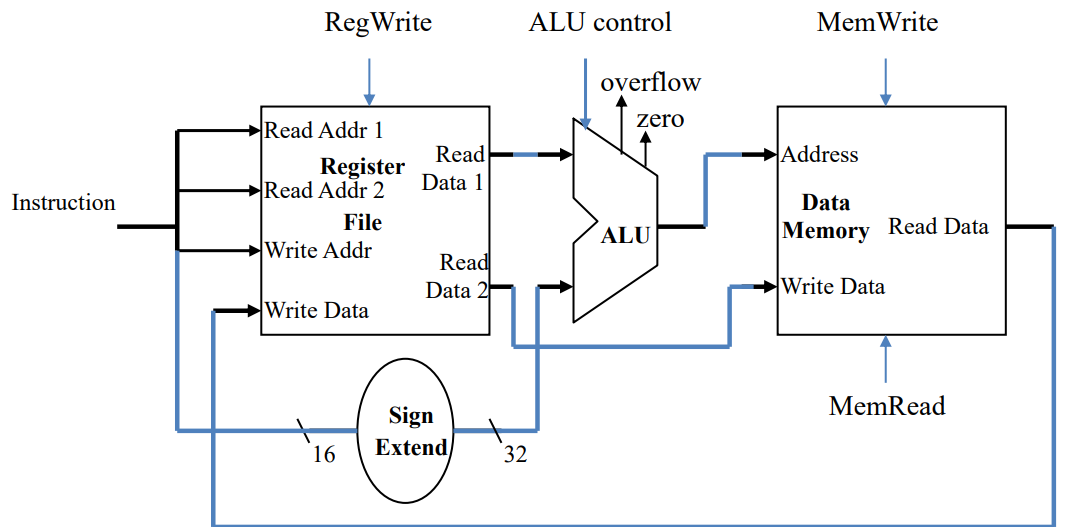 RegWrite
ALU control
MemWrite
overflow
zero
Read Addr 1
Register
Read Addr 2
File
Write Addr
Write Data
Read
Data 1
Read
Data 2
Instruction
ALU
Address
Data
Memory
Read Data
Write Data
MemRead
Sign
Extend
16
32